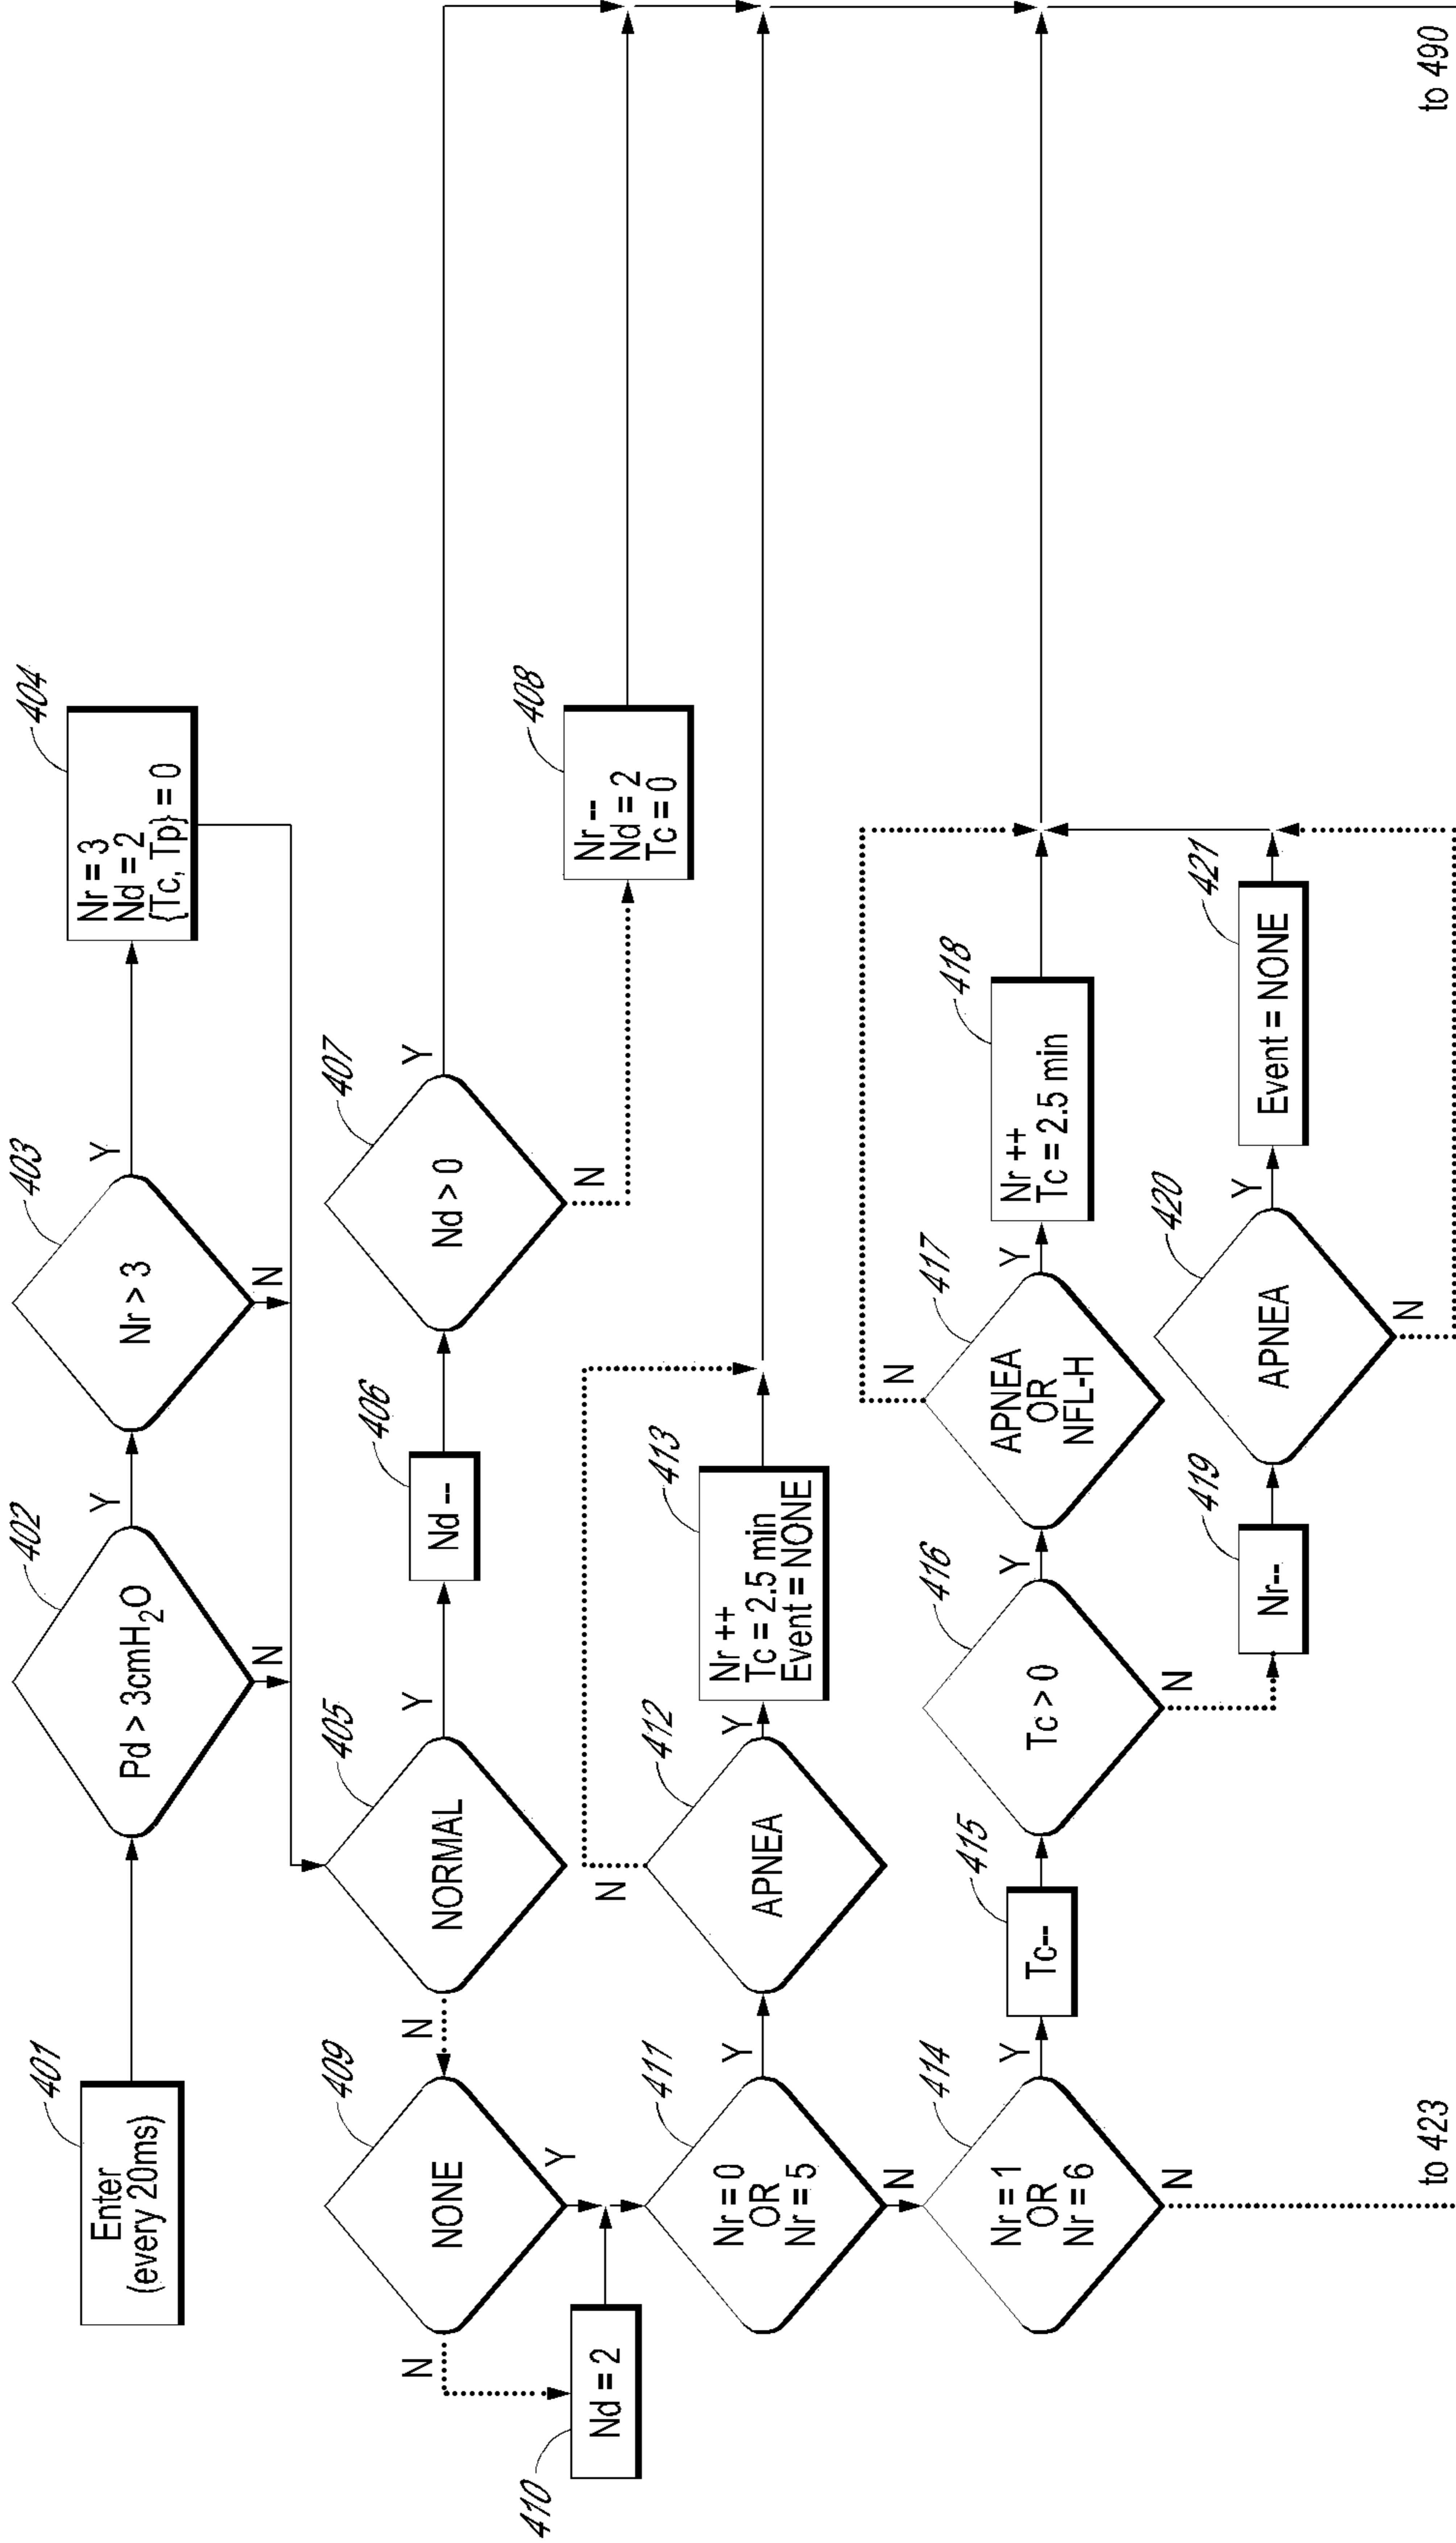 401
Enter
(every 20ms)
402
Pd > 3cmH2O
Y
N
403
Nr > 3
Y
N
404
Nr = 3
Nd = 2
{Tc, Tp} = 0
405
NORMAL
Y
N
406
Nd --
407
Nd > 0
Y
N
408
Nr --
Nd = 2
Tc = 0
409
NONE
Y
N
410
Nd = 2
411
Nr = 0
OR
Nr = 5
Y
N
412
APNEA
Y
N
413
Nr ++
Tc = 2.5 min
Event = NONE
414
Nr = 1
OR
Nr = 6
Y
N
415
Tc--
416
Tc > 0
Y
N
417
APNEA
OR
NFL-H
Y
N
418
Nr ++
Tc = 2.5 min
419
Nr--
420
APNEA
Y
N
421
Event = NONE
to 423
to 490